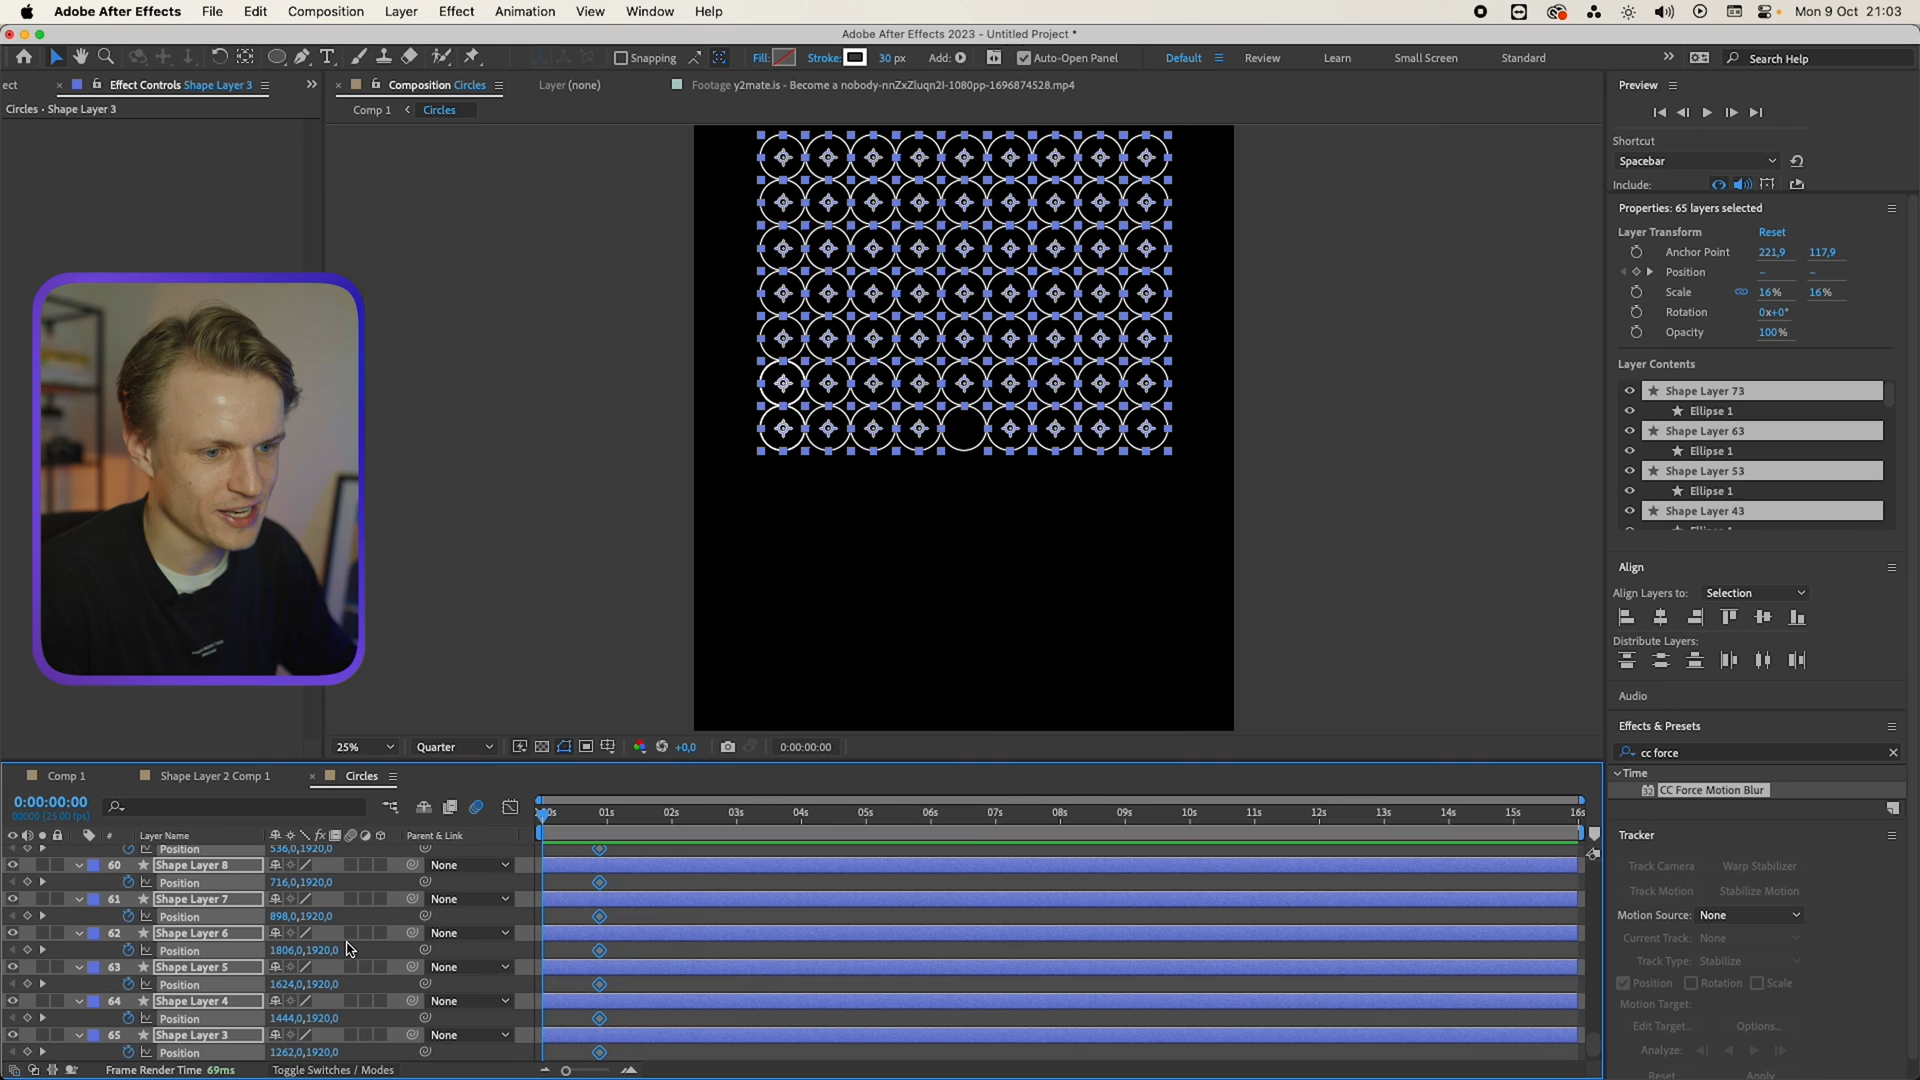 Adobe After Effects File Edit Composition Layer Effect Animation View Window Help Mon 9 Oct 21:03
Adobe After Effects 2023 - Untitled Project *
Snapping Fill: Stroke: 30 px Add: Auto-Open Panel Default Review Learn Small Screen Standard Search Help
ect Effect Controls Shape Layer 3 Composition Circles Layer (none) Footage y2mate.is - Become a nobody-nnZxZluqn2I-1080pp-1696874528.mp4 Preview
Circles • Shape Layer 3 Comp 1 Circles
Shortcut
Spacebar
Include:
Properties: 65 layers selected
Layer Transform Reset
Anchor Point 221,9 117,9
Position – –
Scale 16% 16%
Rotation 0x+0°
Opacity 100%
Layer Contents
Shape Layer 73
Ellipse 1
Shape Layer 63
Ellipse 1
Shape Layer 53
Ellipse 1
Shape Layer 43
Ellipse 1
Align
Align Layers to: Selection
Distribute Layers:
Audio
Effects & Presets
25% Quarter +0,0 0:00:00:00
cc force
Time
CC Force Motion Blur
Comp 1 Shape Layer 2 Comp 1 Circles
0:00:00:00
00000 (25.00 fps)
01s 02s 03s 04s 05s 06s 07s 08s 09s 10s 11s 12s 13s 14s 15s 16s
# Layer Name fx Parent & Link
Position 536,0,1920,0
60 Shape Layer 8 None
Position 716,0,1920,0
61 Shape Layer 7 None
Position 898,0,1920,0
62 Shape Layer 6 None
Position 1806,0,1920,0
63 Shape Layer 5 None
Position 1624,0,1920,0
64 Shape Layer 4 None
Position 1444,0,1920,0
65 Shape Layer 3 None
Position 1262,0,1920,0
Frame Render Time 69ms Toggle Switches / Modes
Tracker
Track Camera Warp Stabilizer
Track Motion Stabilize Motion
Motion Source: None
Current Track: None
Track Type: Stabilize
Position Rotation Scale
Motion Target:
Edit Target... Options...
Analyze:
Reset Apply